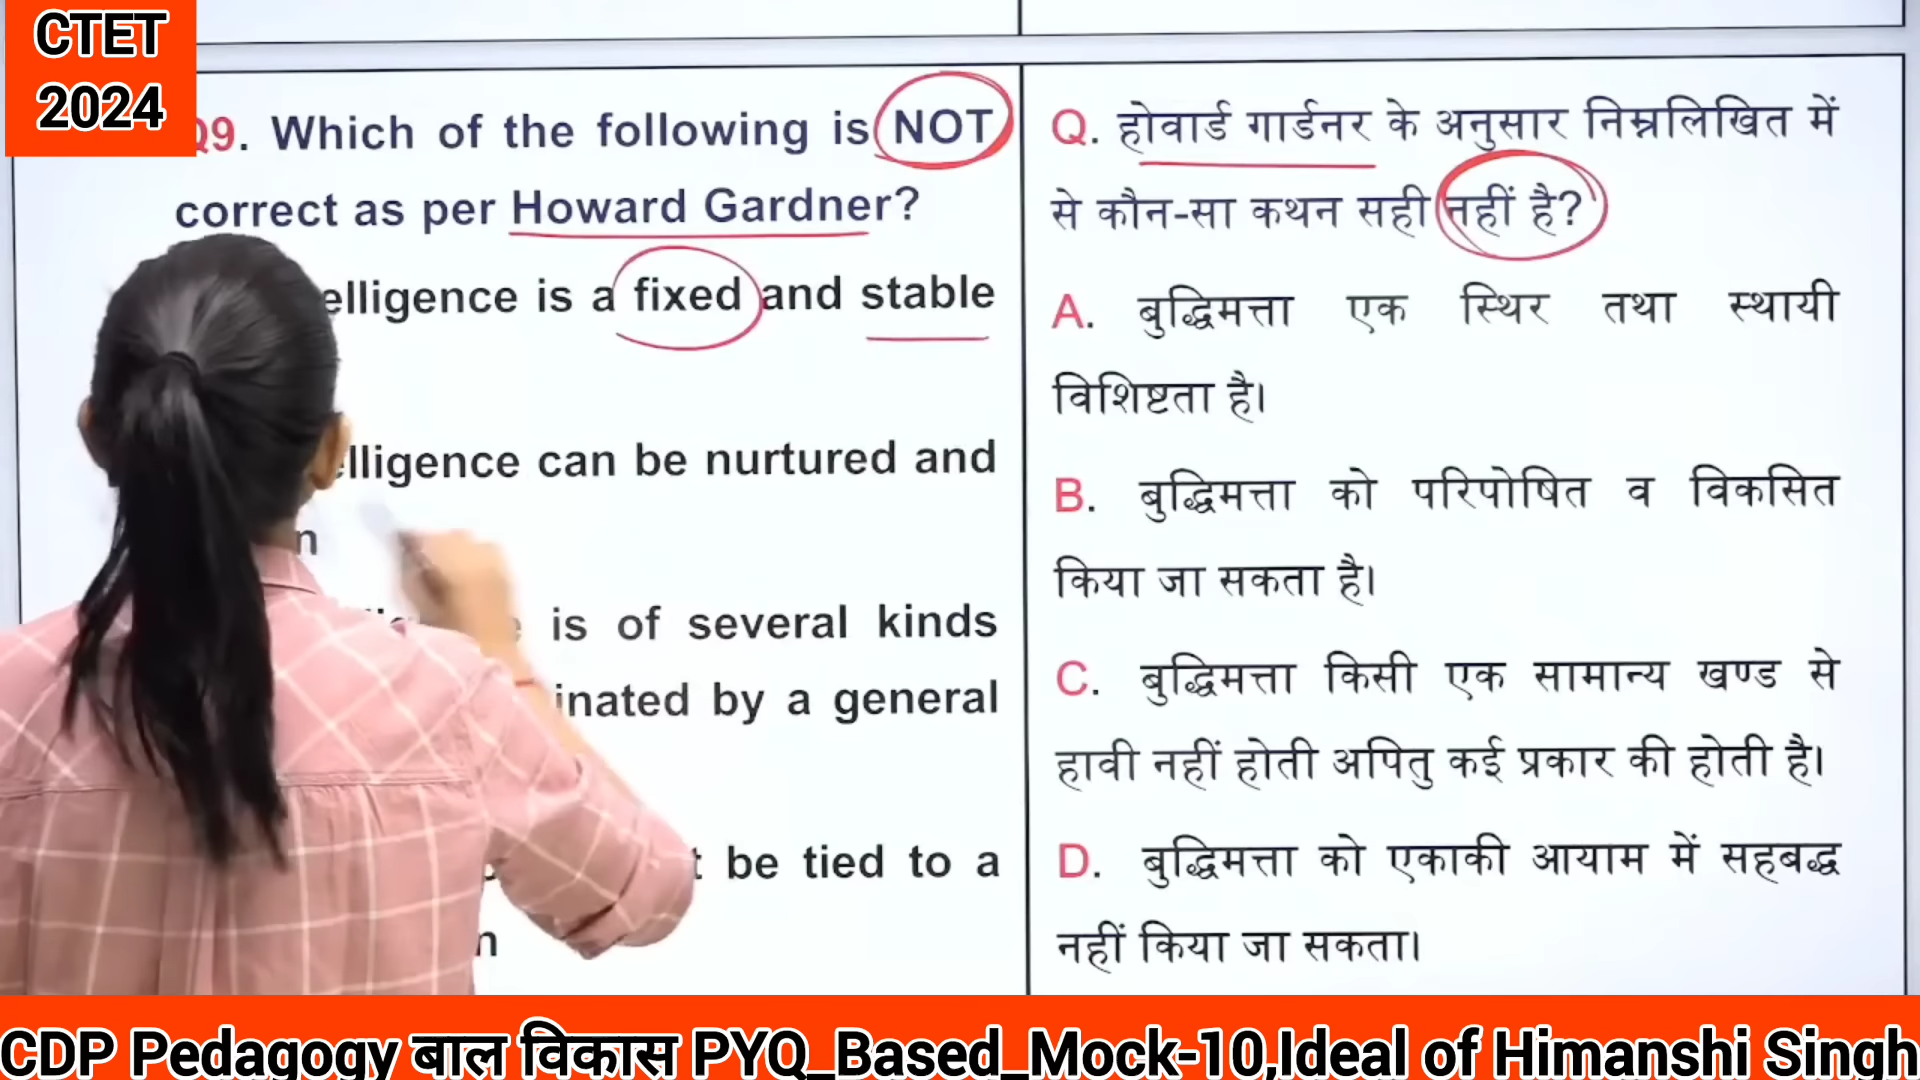 CTET
2024
Q9. Which of the following is NOT
correct as per Howard Gardner?
is a fixed and stable
can be nurtured and
is of several kinds
by a general
be tied to a
Q. होवार्ड गार्डनर के अनुसार निम्नलिखित में
से कौन-सा कथन सही नहीं है?
A. बुद्धिमत्ता एक स्थिर तथा स्थायी
विशिष्टता है।
B. बुद्धिमत्ता को परिपोषित व विकसित
किया जा सकता है।
C. बुद्धिमत्ता किसी एक सामान्य खण्ड से
हावी नहीं होती अपितु कई प्रकार की होती है।
D. बुद्धिमत्ता को एकाकी आयाम में सहबद्ध
नहीं किया जा सकता।
CDP Pedagogy बाल विकास PYQ_Based_Mock-10,Ideal of Himanshi Singh